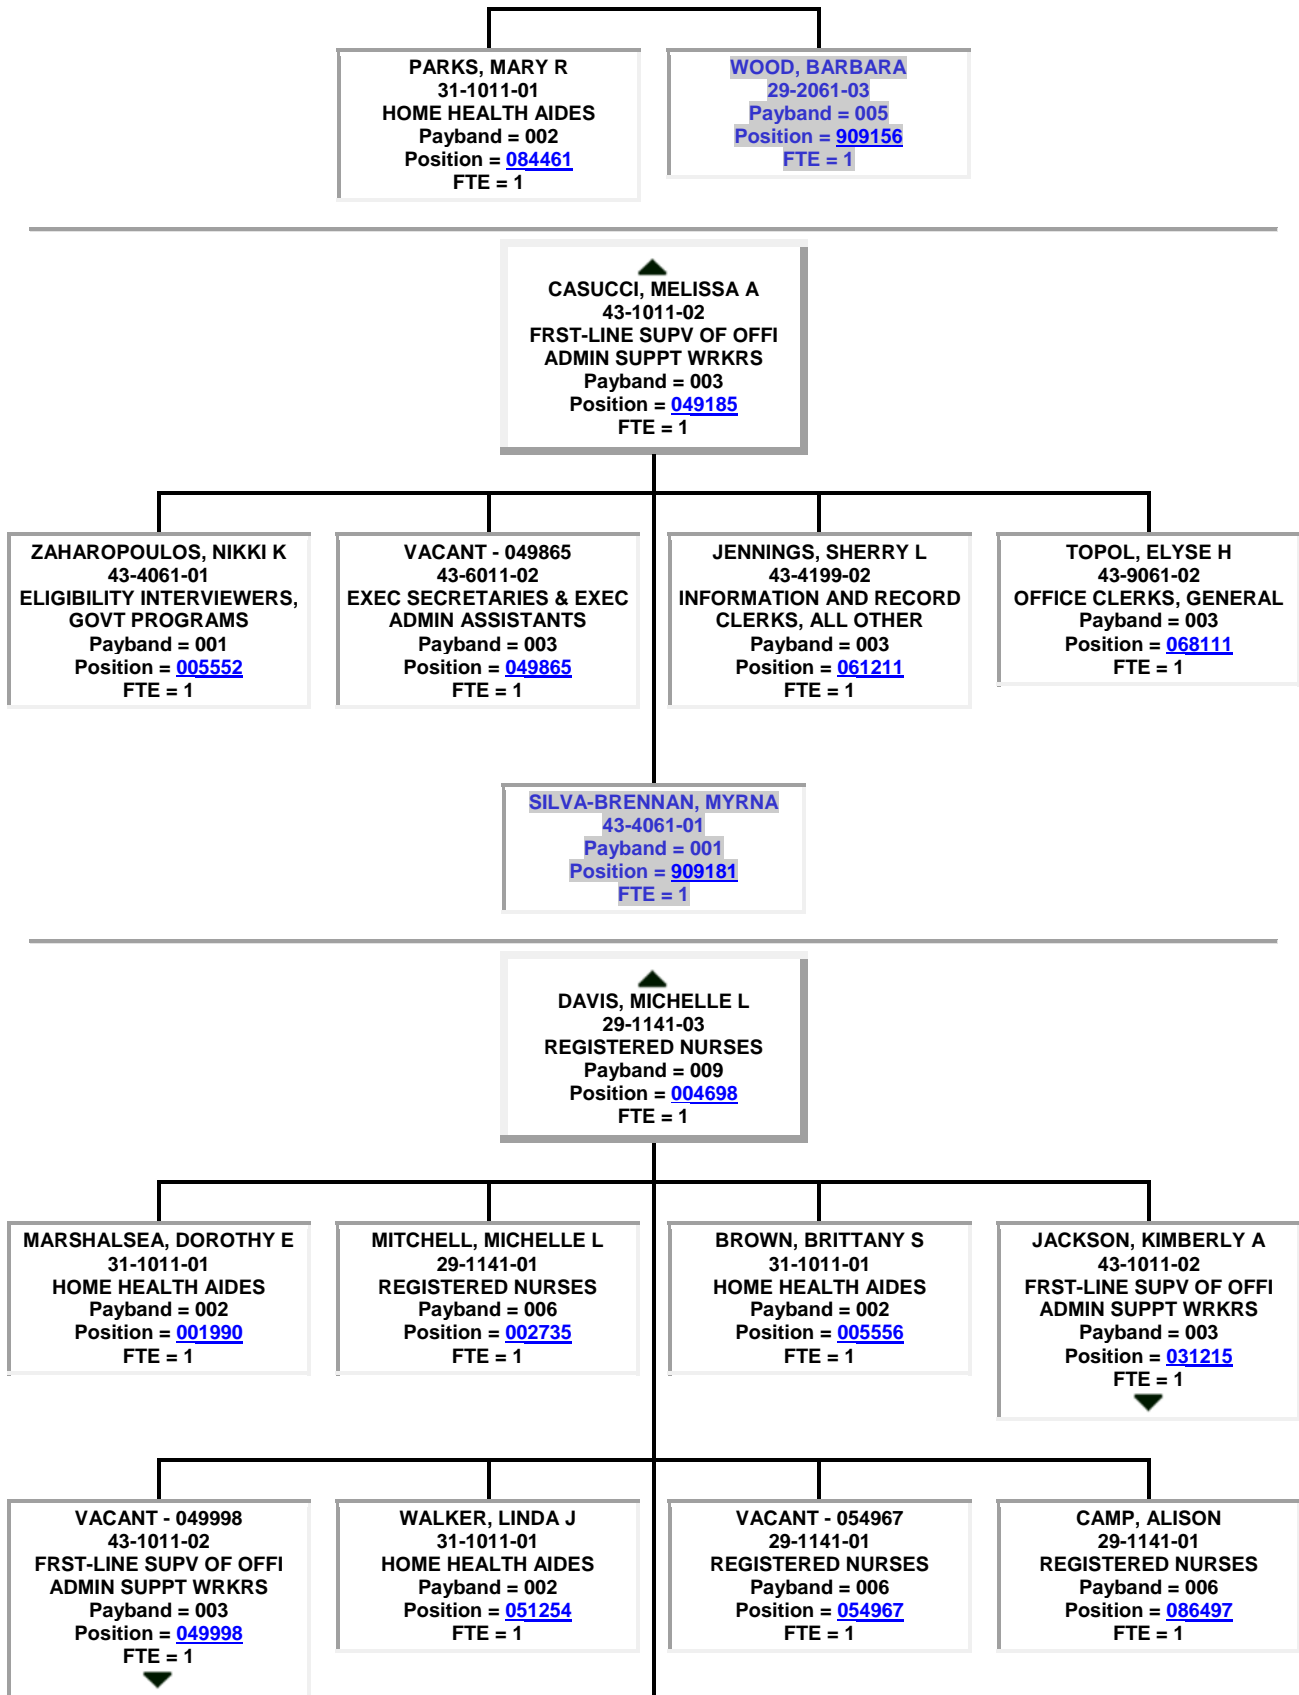 PARKS, MARY R
31-1011-01
HOME HEALTH AIDES
Payband = 002
Position = 084461
FTE = 1
WOOD, BARBARA
29-2061-03
Payband = 005
Position = 909156
FTE = 1
CASUCCI, MELISSA A
43-1011-02
FRST-LINE SUPV OF OFFI
ADMIN SUPPT WRKRS
Payband = 003
Position = 049185
FTE = 1
ZAHAROPOULOS, NIKKI K
43-4061-01
ELIGIBILITY INTERVIEWERS,
GOVT PROGRAMS
Payband = 001
Position = 005552
FTE = 1
VACANT - 049865
43-6011-02
EXEC SECRETARIES & EXEC
ADMIN ASSISTANTS
Payband = 003
Position = 049865
FTE = 1
JENNINGS, SHERRY L
43-4199-02
INFORMATION AND RECORD
CLERKS, ALL OTHER
Payband = 003
Position = 061211
FTE = 1
TOPOL, ELYSE H
43-9061-02
OFFICE CLERKS, GENERAL
Payband = 003
Position = 068111
FTE = 1
SILVA-BRENNAN, MYRNA
43-4061-01
Payband = 001
Position = 909181
FTE = 1
DAVIS, MICHELLE L
29-1141-03
REGISTERED NURSES
Payband = 009
Position = 004698
FTE = 1
MARSHALSEA, DOROTHY E
31-1011-01
HOME HEALTH AIDES
Payband = 002
Position = 001990
FTE = 1
MITCHELL, MICHELLE L
29-1141-01
REGISTERED NURSES
Payband = 006
Position = 002735
FTE = 1
BROWN, BRITTANY S
31-1011-01
HOME HEALTH AIDES
Payband = 002
Position = 005556
FTE = 1
JACKSON, KIMBERLY A
43-1011-02
FRST-LINE SUPV OF OFFI
ADMIN SUPPT WRKRS
Payband = 003
Position = 031215
FTE = 1
VACANT - 049998
43-1011-02
FRST-LINE SUPV OF OFFI
ADMIN SUPPT WRKRS
Payband = 003
Position = 049998
FTE = 1
WALKER, LINDA J
31-1011-01
HOME HEALTH AIDES
Payband = 002
Position = 051254
FTE = 1
VACANT - 054967
29-1141-01
REGISTERED NURSES
Payband = 006
Position = 054967
FTE = 1
CAMP, ALISON
29-1141-01
REGISTERED NURSES
Payband = 006
Position = 086497
FTE = 1